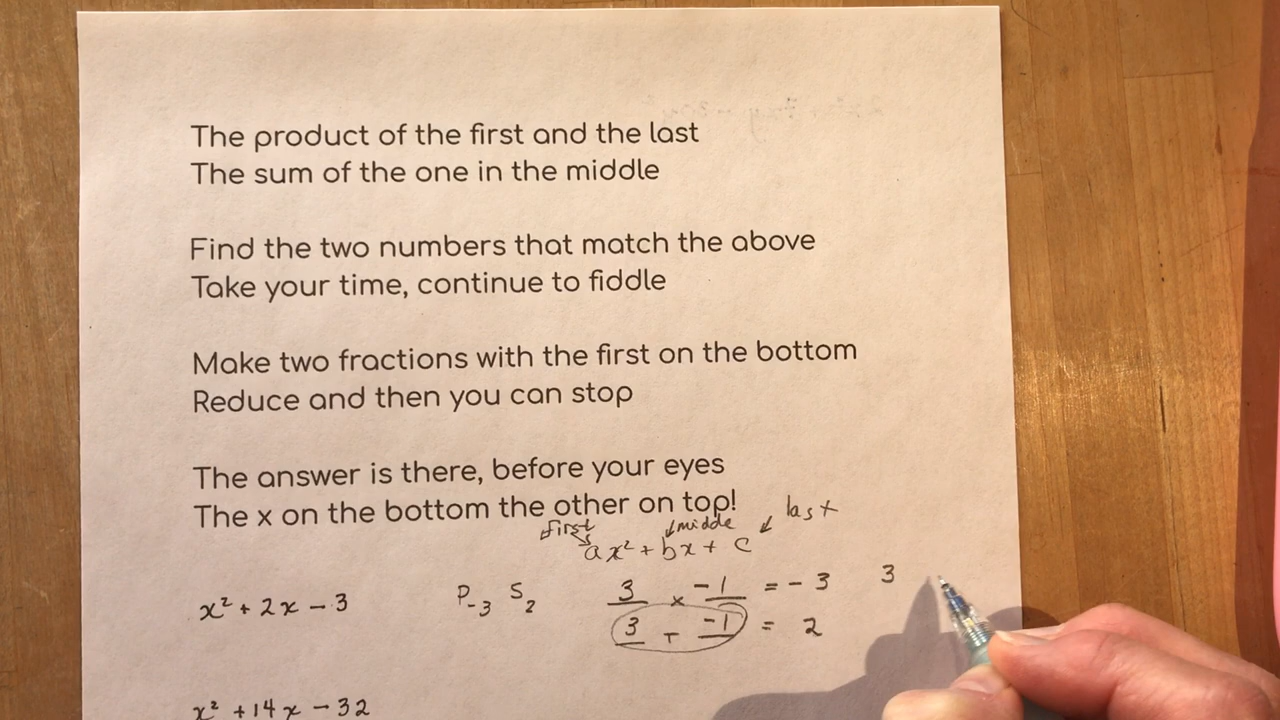 The product of the first and the last
The sum of the one in the middle
Find the two numbers that match the above
Take your time, continue to fiddle
Make two fractions with the first on the bottom
Reduce and then you can stop
The answer is there, before your eyes
The x on the bottom the other on top!
first middle last
ax² + bx + c
x² + 2x - 3 P-3 S2 3 x -1 = -3 3
3 + -1 = 2
x² + 14x - 32